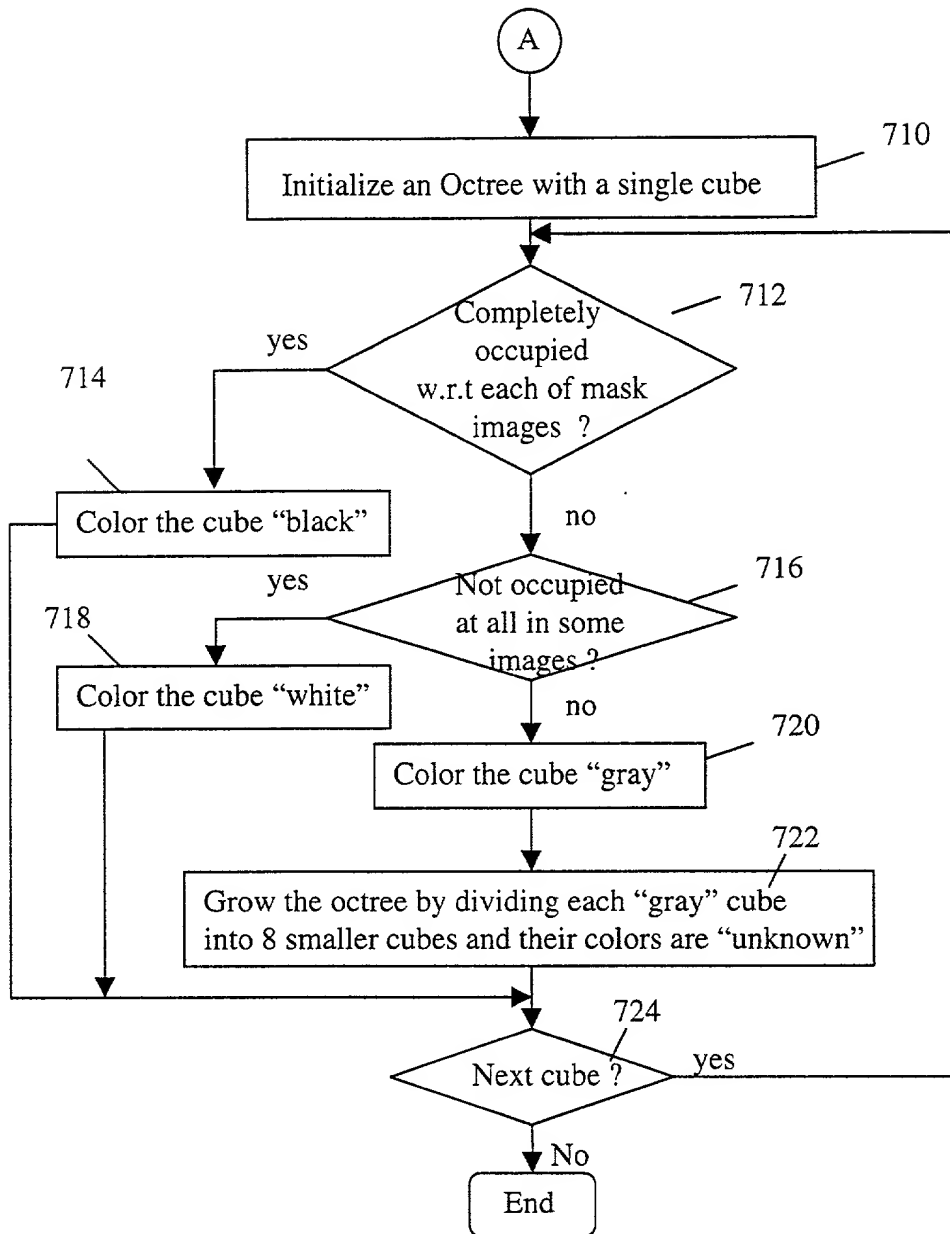 A
710
Initialize an Octree with a single cube
712
Completely
occupied
w.r.t each of mask
images ?
yes
714
Color the cube “black”
no
yes
716
Not occupied
at all in some
images ?
718
Color the cube “white”
no
720
Color the cube “gray”
722
Grow the octree by dividing each “gray” cube
into 8 smaller cubes and their colors are “unknown”
724
Next cube ?
yes
No
End